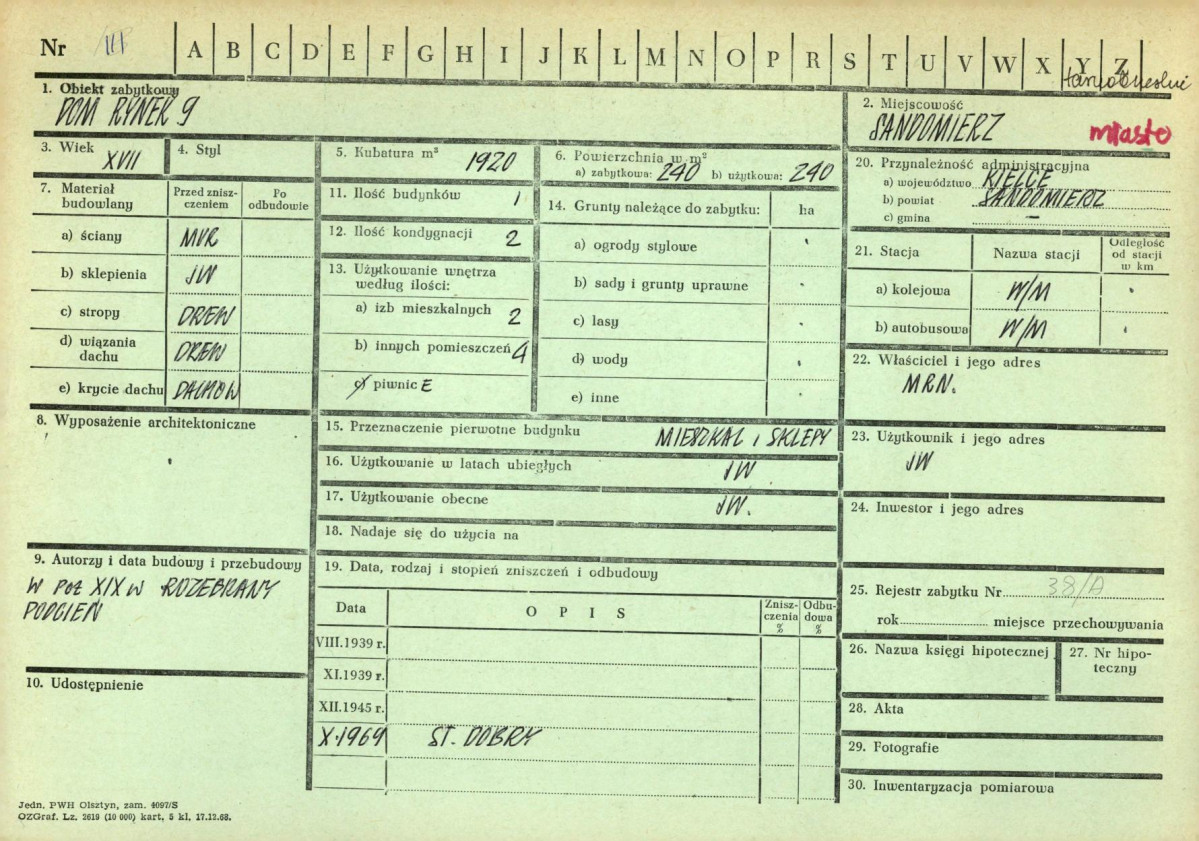 Nr III A B C D E F G H I J K L M N O P R S T U V W X Y Z
1. Obiekt zabytkowy
DOM RYNEK 9
2. Miejscowość
SANDOMIERZ miasto
3. Wiek
XVII
4. Styl
5. Kubatura m³ 1920
6. Powierzchnia w m²
a) zabytkowa: 240 b) użytkowa: 240
20. Przynależność administracyjna
a) województwo KIELCE
b) powiat SANDOMIERZ
c) gmina –
7. Materiał budowlany
Przed zniszczeniem
Po odbudowie
a) ściany MUR
b) sklepienia JW
c) stropy DREW
d) wiązania dachu DREW
e) krycie dachu DACHÓW
11. Ilość budynków 1
12. Ilość kondygnacji 2
13. Użytkowanie wnętrza
według ilości:
a) izb mieszkalnych 2
b) innych pomieszczeń 4
c) piwnic E
14. Grunty należące do zabytku: ha
a) ogrody stylowe
b) sady i grunty uprawne
c) lasy
d) wody
e) inne
21. Stacja Nazwa stacji Odległość od stacji w km
a) kolejowa W/M
b) autobusowa W/M
22. Właściciel i jego adres
MRN.
8. Wyposażenie architektoniczne
15. Przeznaczenie pierwotne budynku MIESZKAL i SKLEPY
16. Użytkowanie w latach ubiegłych JW
17. Użytkowanie obecne JW.
18. Nadaje się do użycia na
23. Użytkownik i jego adres
JW
24. Inwestor i jego adres
9. Autorzy i data budowy i przebudowy
W POŁ XIX W ROZEBRANY
PODCIEŃ
19. Data, rodzaj i stopień zniszczeń i odbudowy
Data OPIS Zniszczenia % Odbudowa %
VIII.1939 r.
XI.1939 r.
XII.1945 r.
X.1969 ST. DOBRY
25. Rejestr zabytku Nr 38/A
rok miejsce przechowywania
26. Nazwa księgi hipotecznej
27. Nr hipoteczny
10. Udostępnienie
28. Akta
29. Fotografie
30. Inwentaryzacja pomiarowa
Jedn. PWH Olsztyn, zam. 4097/S
OZGraf. Lz. 2619 (10 000) kart, 5 kl. 17.12.68.